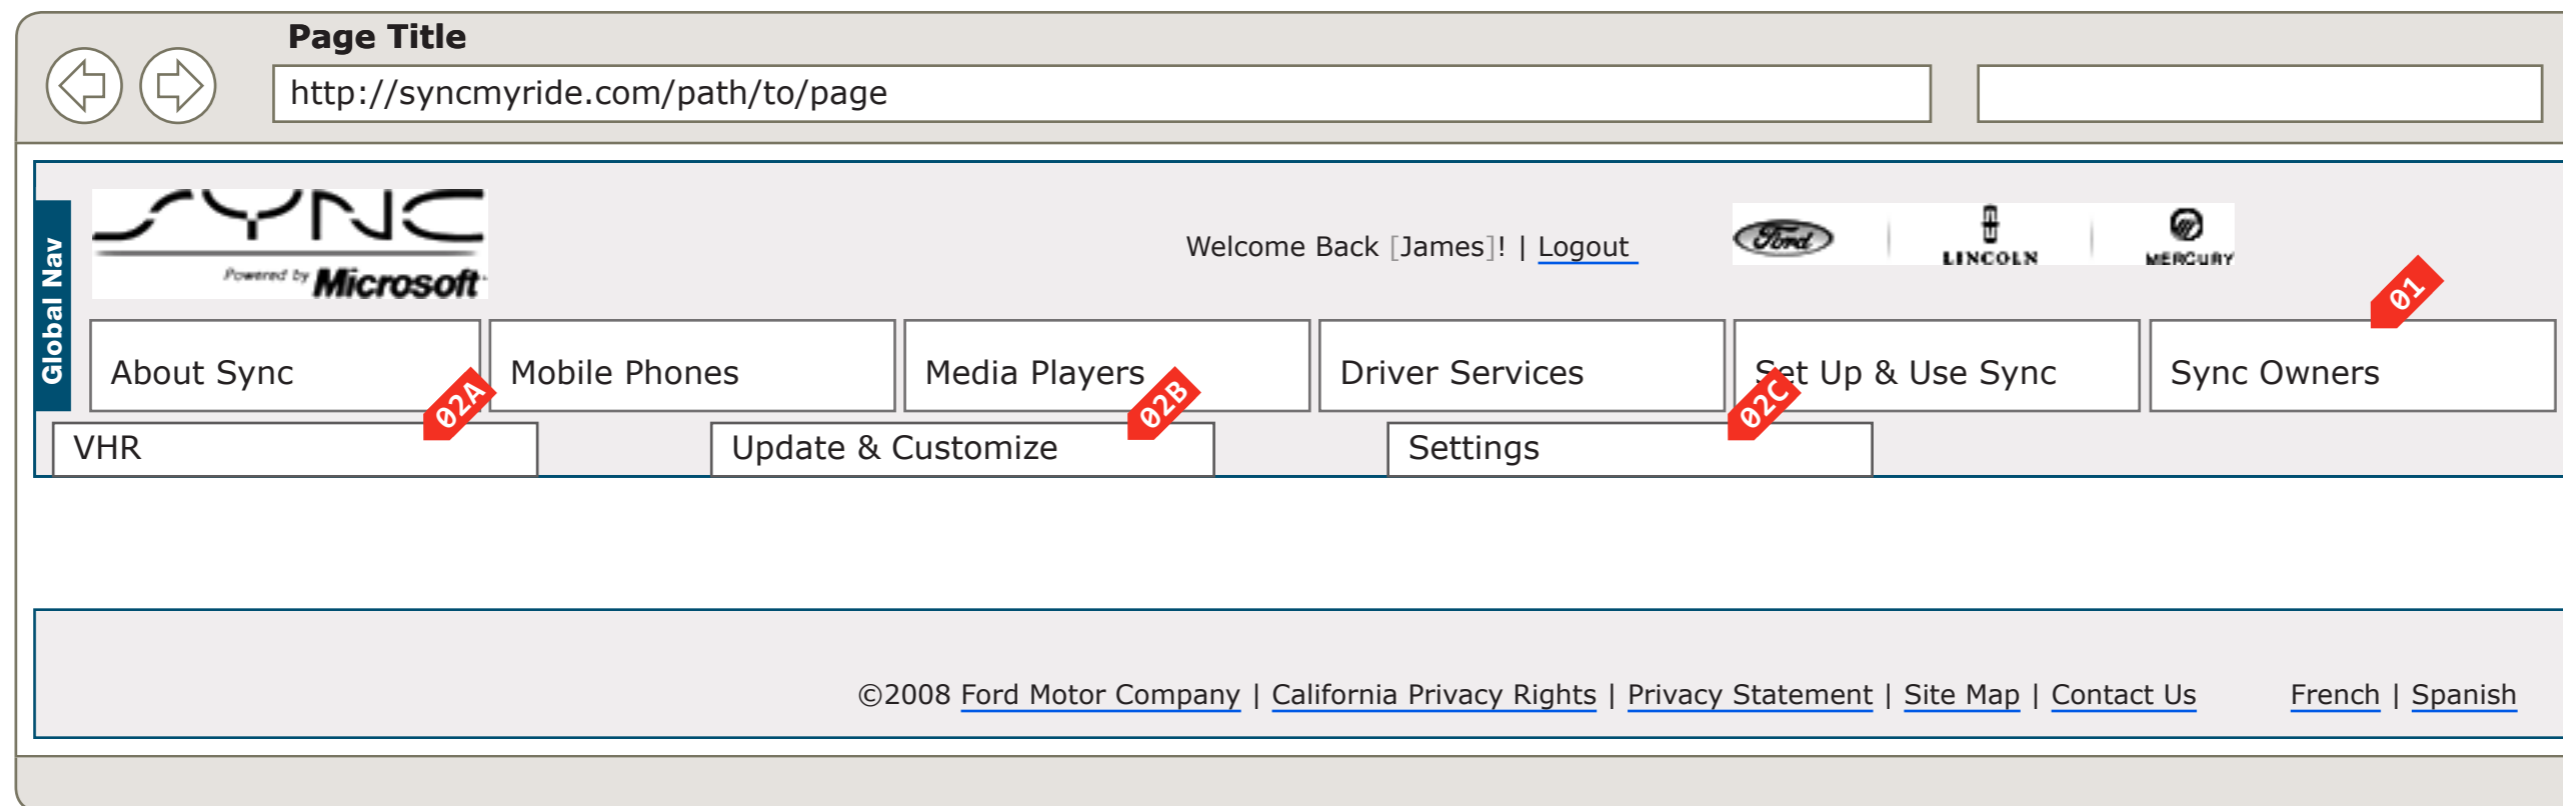 Page Title
http://syncmyride.com/path/to/page
Global Nav
SYNC
Powered by Microsoft
Welcome Back [James]! | Logout
Ford
LINCOLN
MERCURY
01
About Sync
Mobile Phones
Media Players
Driver Services
Set Up & Use Sync
Sync Owners
02A
02B
02C
VHR
Update & Customize
Settings
©2008 Ford Motor Company | California Privacy Rights | Privacy Statement | Site Map | Contact Us French | Spanish